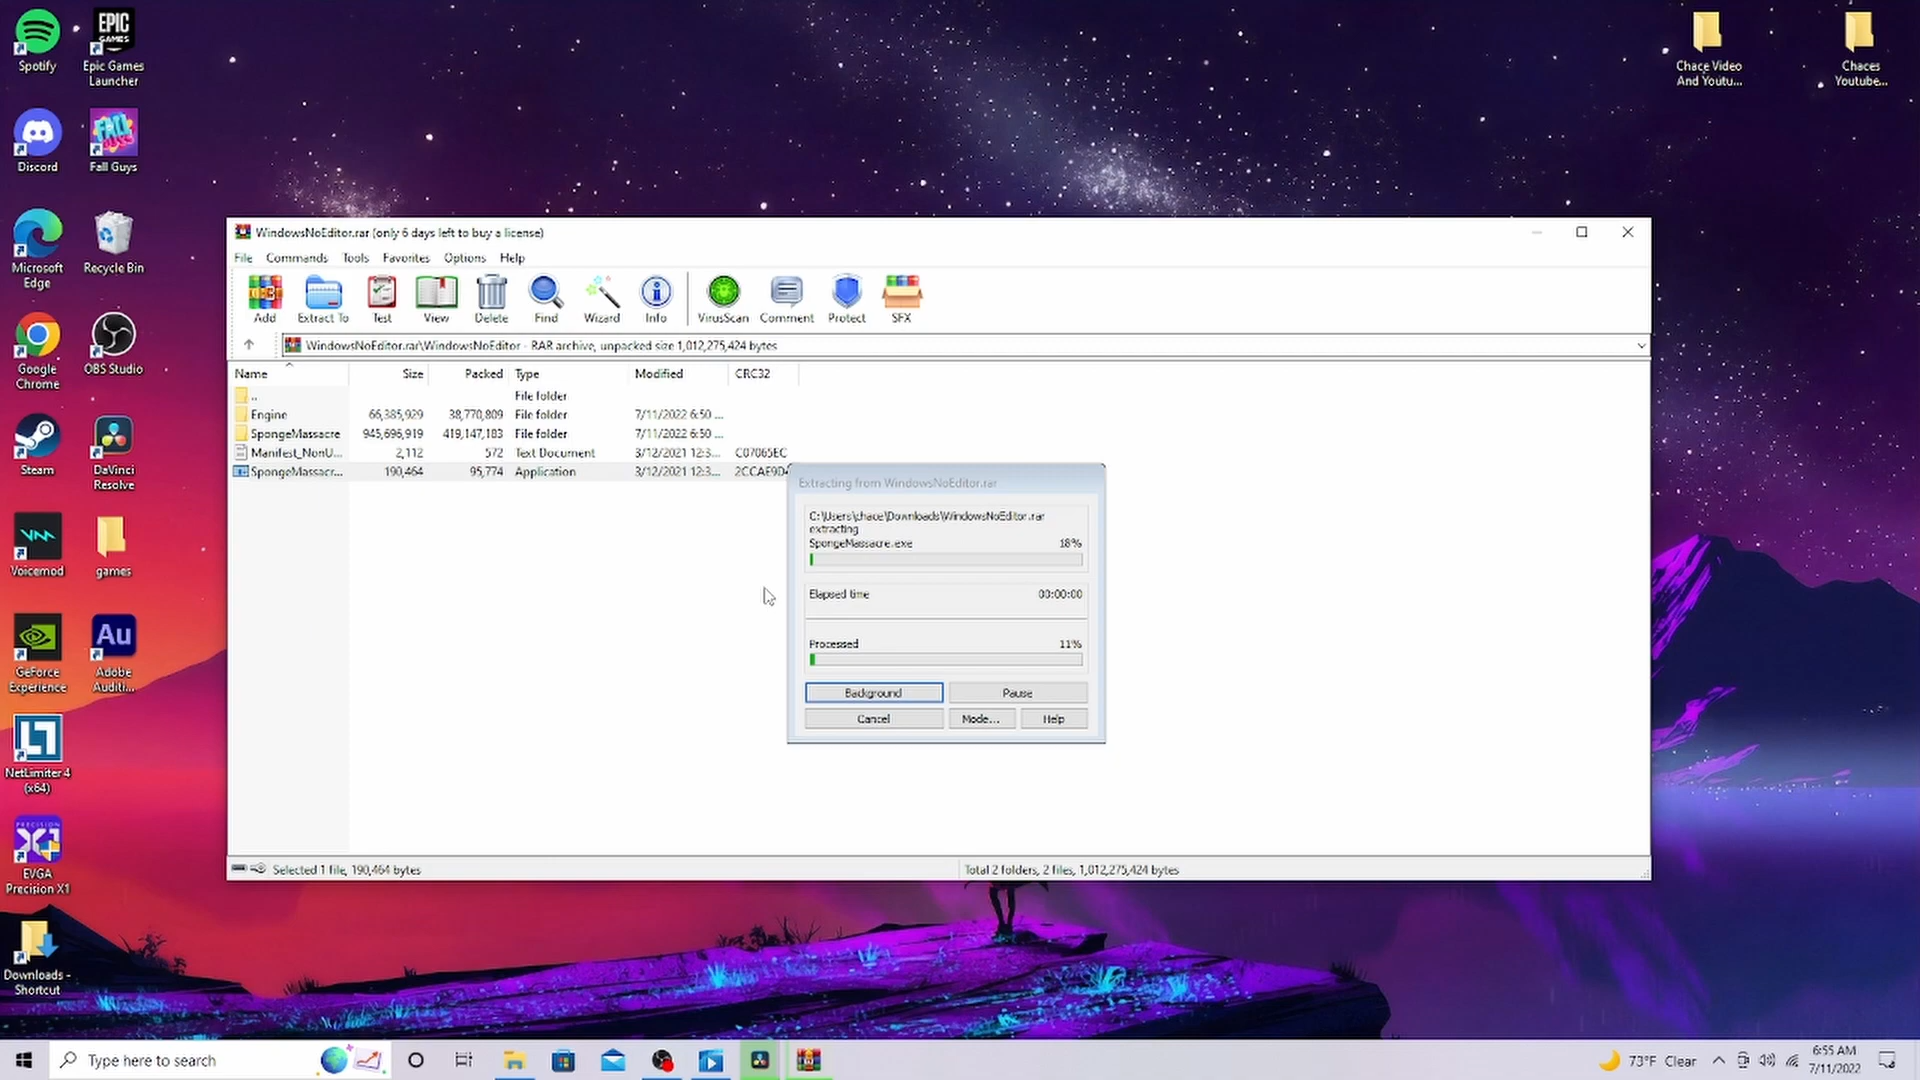 Spotify
EPIC GAMES
Epic Games Launcher
Discord
FALL GUYS
Fall Guys
Microsoft Edge
Recycle Bin
Google Chrome
OBS Studio
Steam
DaVinci Resolve
Voicemod
games
GeForce Experience
Au
Adobe Auditi...
NetLimiter 4 (x64)
PRECISION X1
EVGA Precision X1
Downloads - Shortcut
Chace Video And Youtu...
Chaces Youtube...
WindowsNoEditor.rar (only 6 days left to buy a license)
File Commands Tools Favorites Options Help
Add Extract To Test View Delete Find Wizard Info VirusScan Comment Protect SFX
WindowsNoEditor.rar\WindowsNoEditor - RAR archive, unpacked size 1,012,275,424 bytes
Name Size Packed Type Modified CRC32
.. File folder
Engine 66,385,929 38,770,809 File folder 7/11/2022 6:50 ...
SpongeMassacre 945,696,919 419,147,183 File folder 7/11/2022 6:50 ...
Manifest_NonU... 2,112 572 Text Document 3/12/2021 12:3... C07065EC
SpongeMassacr... 190,464 95,774 Application 3/12/2021 12:3...
Extracting from WindowsNoEditor.rar
C:\Users\chace\Downloads\WindowsNoEditor.rar
extracting
SpongeMassacre.exe 18%
Elapsed time 00:00:00
Processed 11%
Background Pause
Cancel Mode... Help
Selected 1 file, 190,464 bytes
Total 2 folders, 2 files, 1,012,275,424 bytes
Type here to search
73°F Clear
6:55 AM
7/11/2022